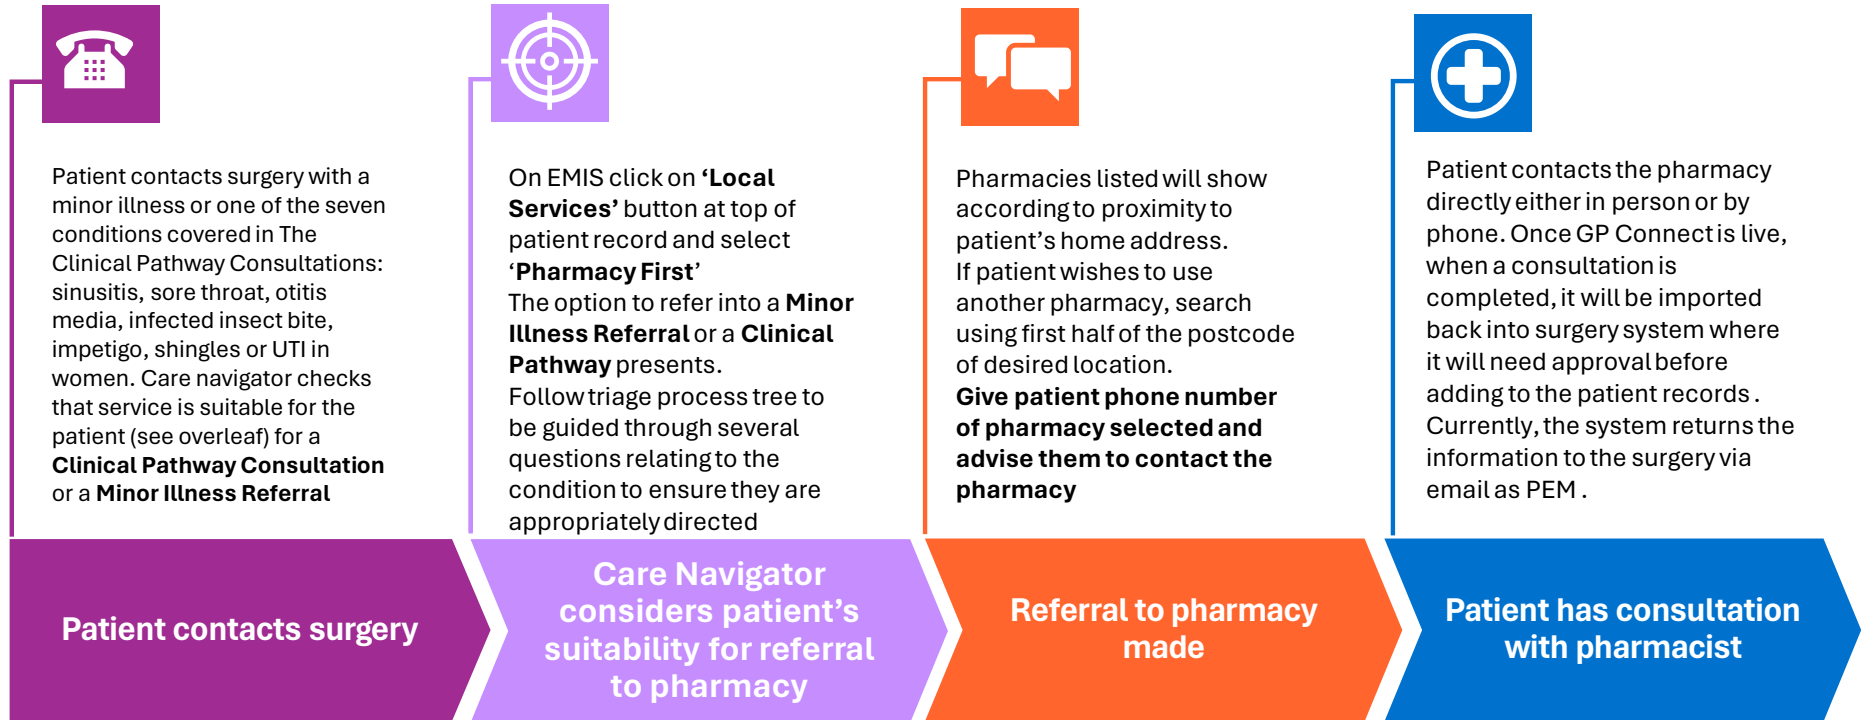 Patient contacts surgery with a
minor illness or one of the seven
conditions covered in The
Clinical Pathway Consultations:
sinusitis, sore throat, otitis
media, infected insect bite,
impetigo, shingles or UTI in
women. Care navigator checks
that service is suitable for the
patient (see overleaf) for a
Clinical Pathway Consultation
or a Minor Illness Referral
On EMIS click on ‘Local
Services’ button at top of
patient record and select
‘Pharmacy First’
The option to refer into a Minor
Illness Referral or a Clinical
Pathway presents.
Follow triage process tree to
be guided through several
questions relating to the
condition to ensure they are
appropriately directed
Pharmacies listed will show
according to proximity to
patient’s home address.
If patient wishes to use
another pharmacy, search
using first half of the postcode
of desired location.
Give patient phone number
of pharmacy selected and
advise them to contact the
pharmacy
Patient contacts the pharmacy
directly either in person or by
phone. Once GP Connect is live,
when a consultation is
completed, it will be imported
back into surgery system where
it will need approval before
adding to the patient records .
Currently, the system returns the
information to the surgery via
email as PEM .
Patient contacts surgery
Care Navigator
considers patient’s
suitability for referral
to pharmacy
Referral to pharmacy
made
Patient has consultation
with pharmacist